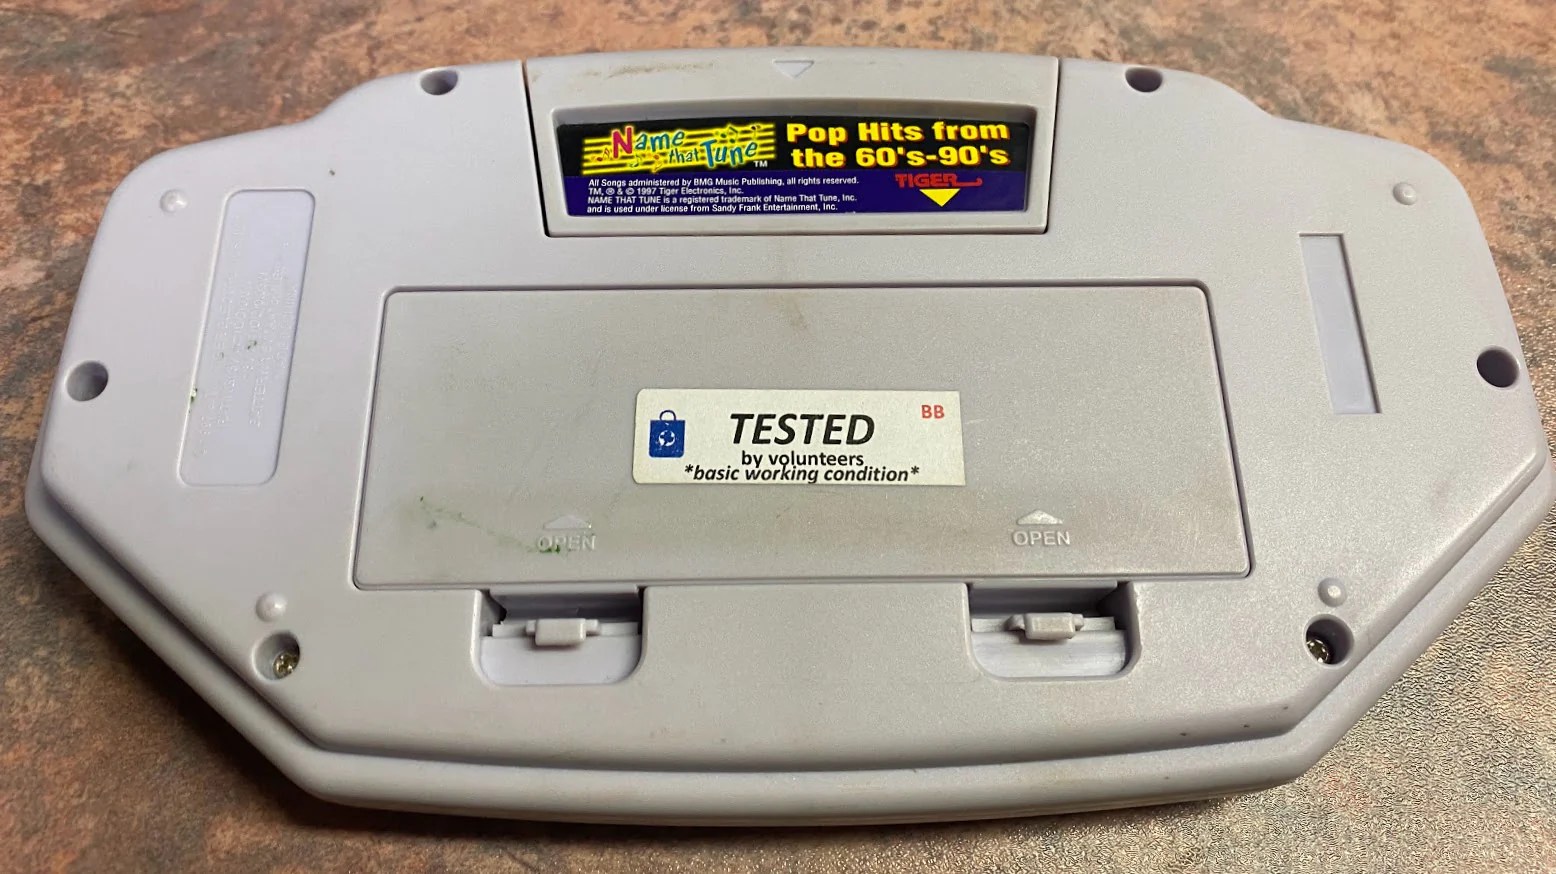 Name
that Tune™
Pop Hits from
the 60's-90's
TIGER
All Songs administered by BMG Music Publishing, all rights reserved.
TM, ® & © 1997 Tiger Electronics, Inc.
NAME THAT TUNE is a registered trademark of Name That Tune, Inc.
and is used under license from Sandy Frank Entertainment, Inc.
BB
TESTED
by volunteers
*basic working condition*
OPEN
OPEN